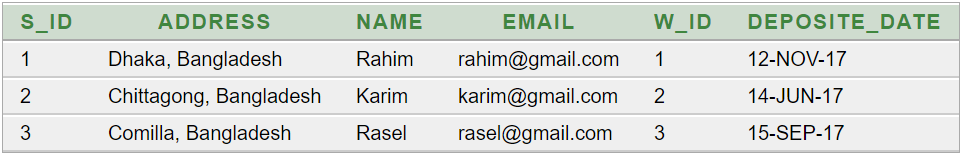 S_ID ADDRESS NAME EMAIL W_ID DEPOSITE_DATE
1 Dhaka, Bangladesh Rahim rahim@gmail.com 1 12-NOV-17
2 Chittagong, Bangladesh Karim karim@gmail.com 2 14-JUN-17
3 Comilla, Bangladesh Rasel rasel@gmail.com 3 15-SEP-17